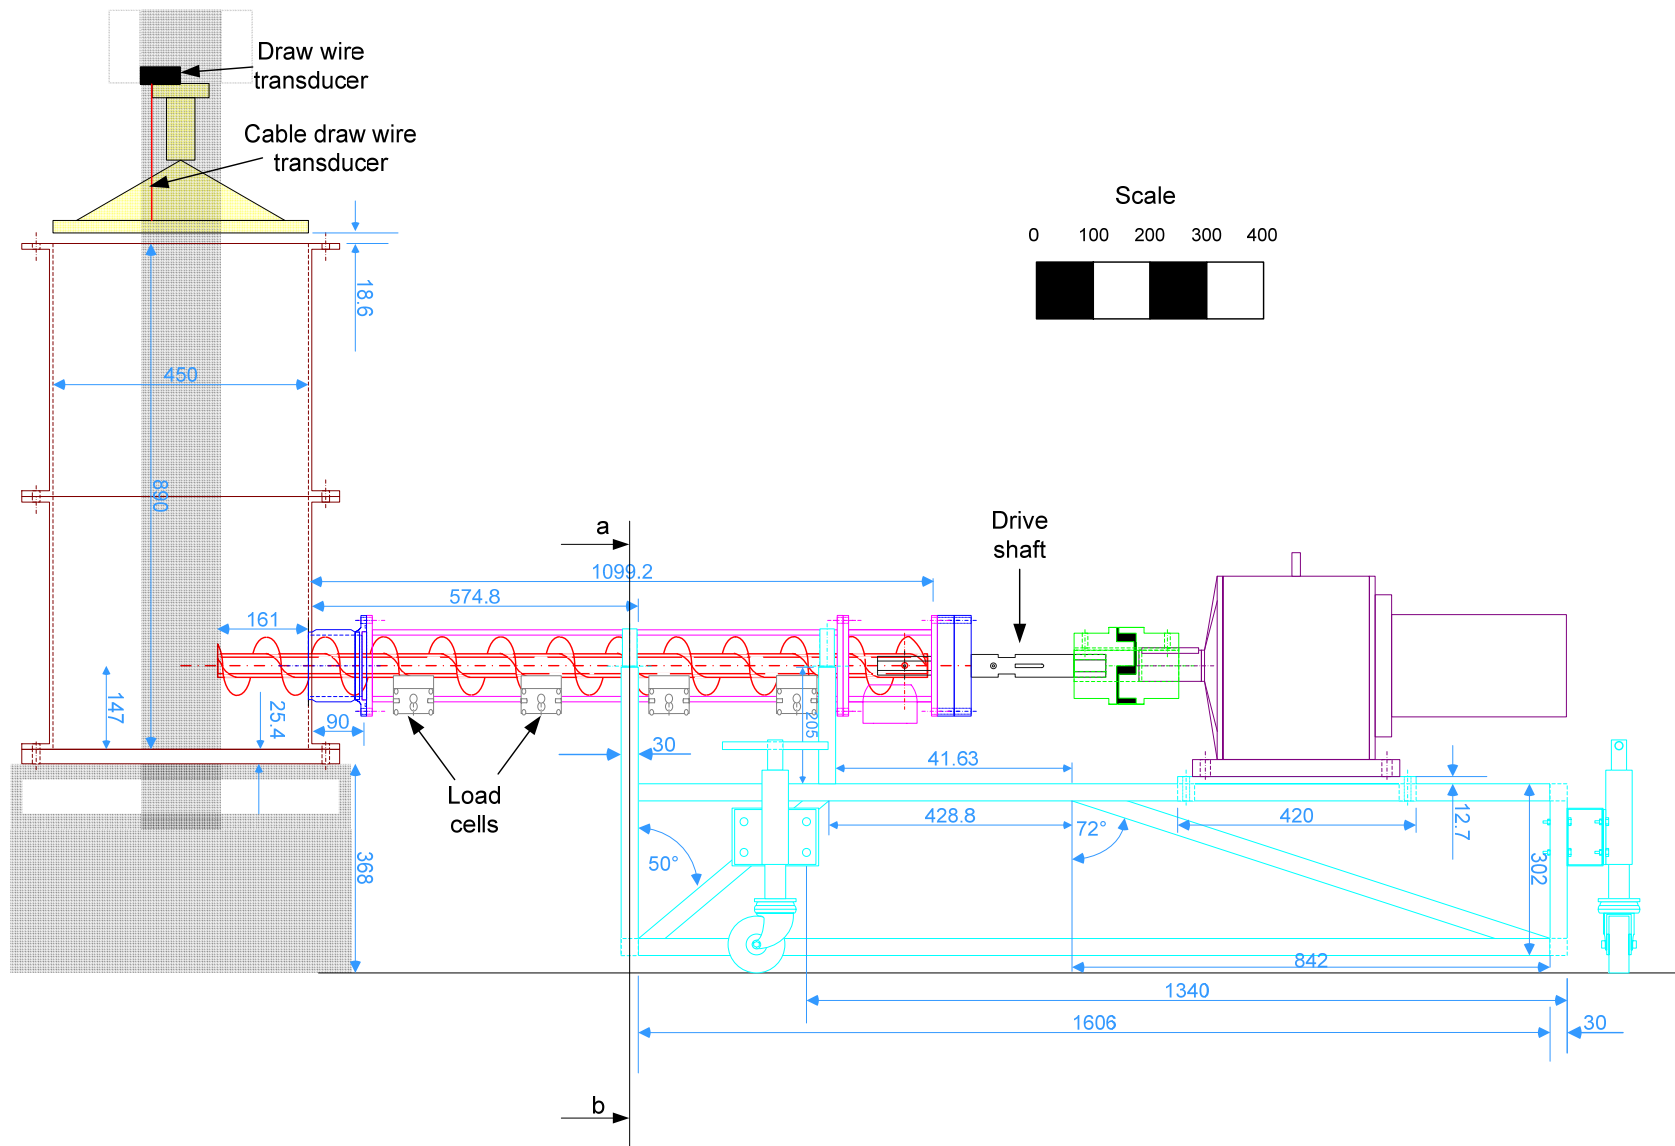 Draw wire
transducer
Cable draw wire
transducer
Scale
0 100 200 300 400
18.6
450
890
a
Drive
shaft
1099.2
574.8
161
147
25.4
90
205
30
41.63
Load
cells
428.8
72°
420
12.7
50°
368
302
842
1340
1606
30
b